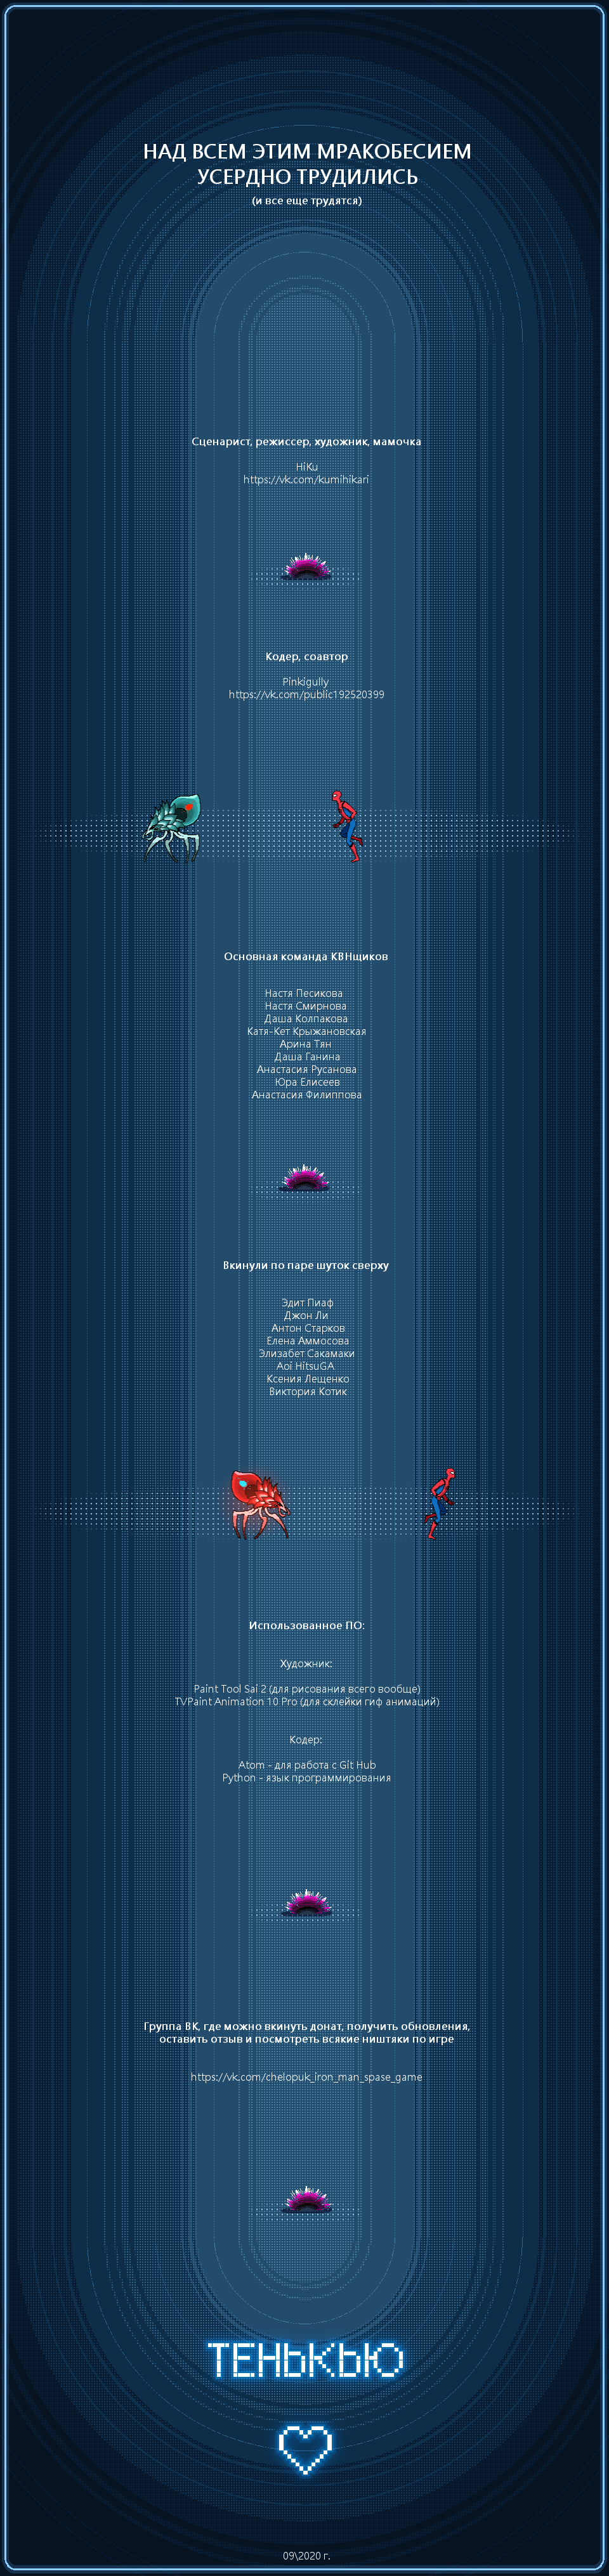 НАД ВСЕМ ЭТИМ МРАКОБЕСИЕМ
УСЕРДНО ТРУДИЛИСЬ
(и все еще трудятся)
Сценарист, режиссер, художник, мамочка
HiKu
https://vk.com/kumihikari
Кодер, соавтор
Pinkigully
https://vk.com/public192520399
Основная команда КВНщиков
Настя Песикова
Настя Смирнова
Даша Колпакова
Катя-Кет Крыжановская
Арина Тян
Даша Ганина
Анастасия Русанова
Юра Елисеев
Анастасия Филиппова
Вкинули по паре шуток сверху
Эдит Пиаф
Джон Ли
Антон Старков
Елена Аммосова
Элизабет Сакамаки
Aoi HitsuGA
Ксения Лещенко
Виктория Котик
Использованное ПО:
Художник:
Paint Tool Sai 2 (для рисования всего вообще)
TVPaint Animation 10 Pro (для склейки гиф анимаций)
Кодер:
Atom - для работа с Git Hub
Python - язык программирования
Группа ВК, где можно вкинуть донат, получить обновления,
оставить отзыв и посмотреть всякие ништяки по игре
https://vk.com/chelopuk_iron_man_spase_game
ТЕНЬКЬЮ
09\2020 г.